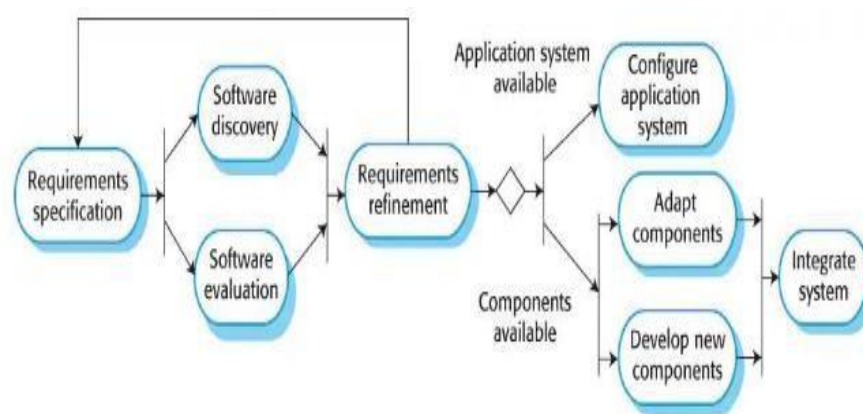 Requirements
specification
Software
discovery
Software
evaluation
Requirements
refinement
Application system
available
Configure
application
system
Components
available
Adapt
components
Develop new
components
Integrate
system